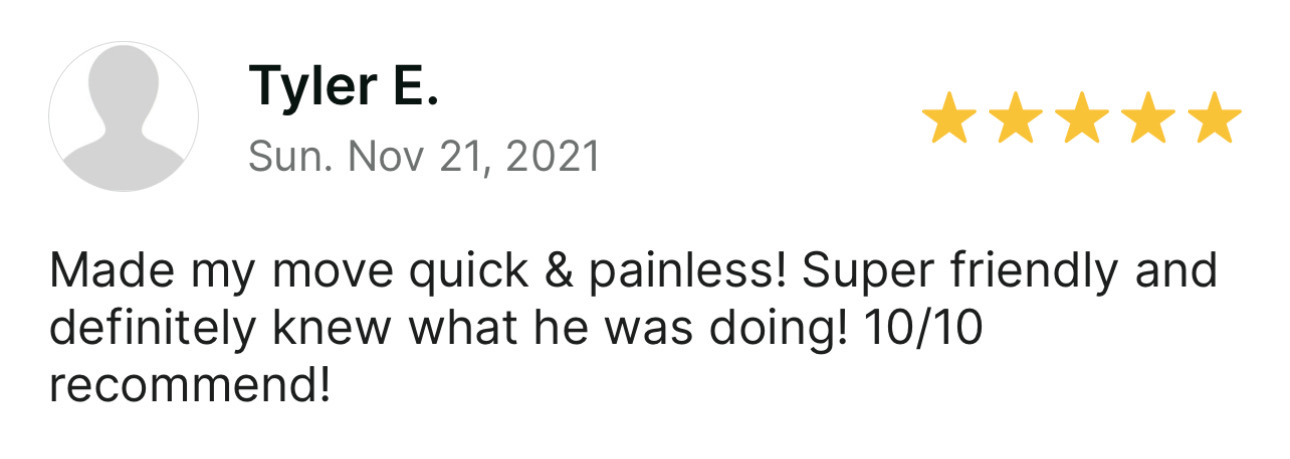 Tyler E.
Sun. Nov 21, 2021
Made my move quick & painless! Super friendly and
definitely knew what he was doing! 10/10
recommend!